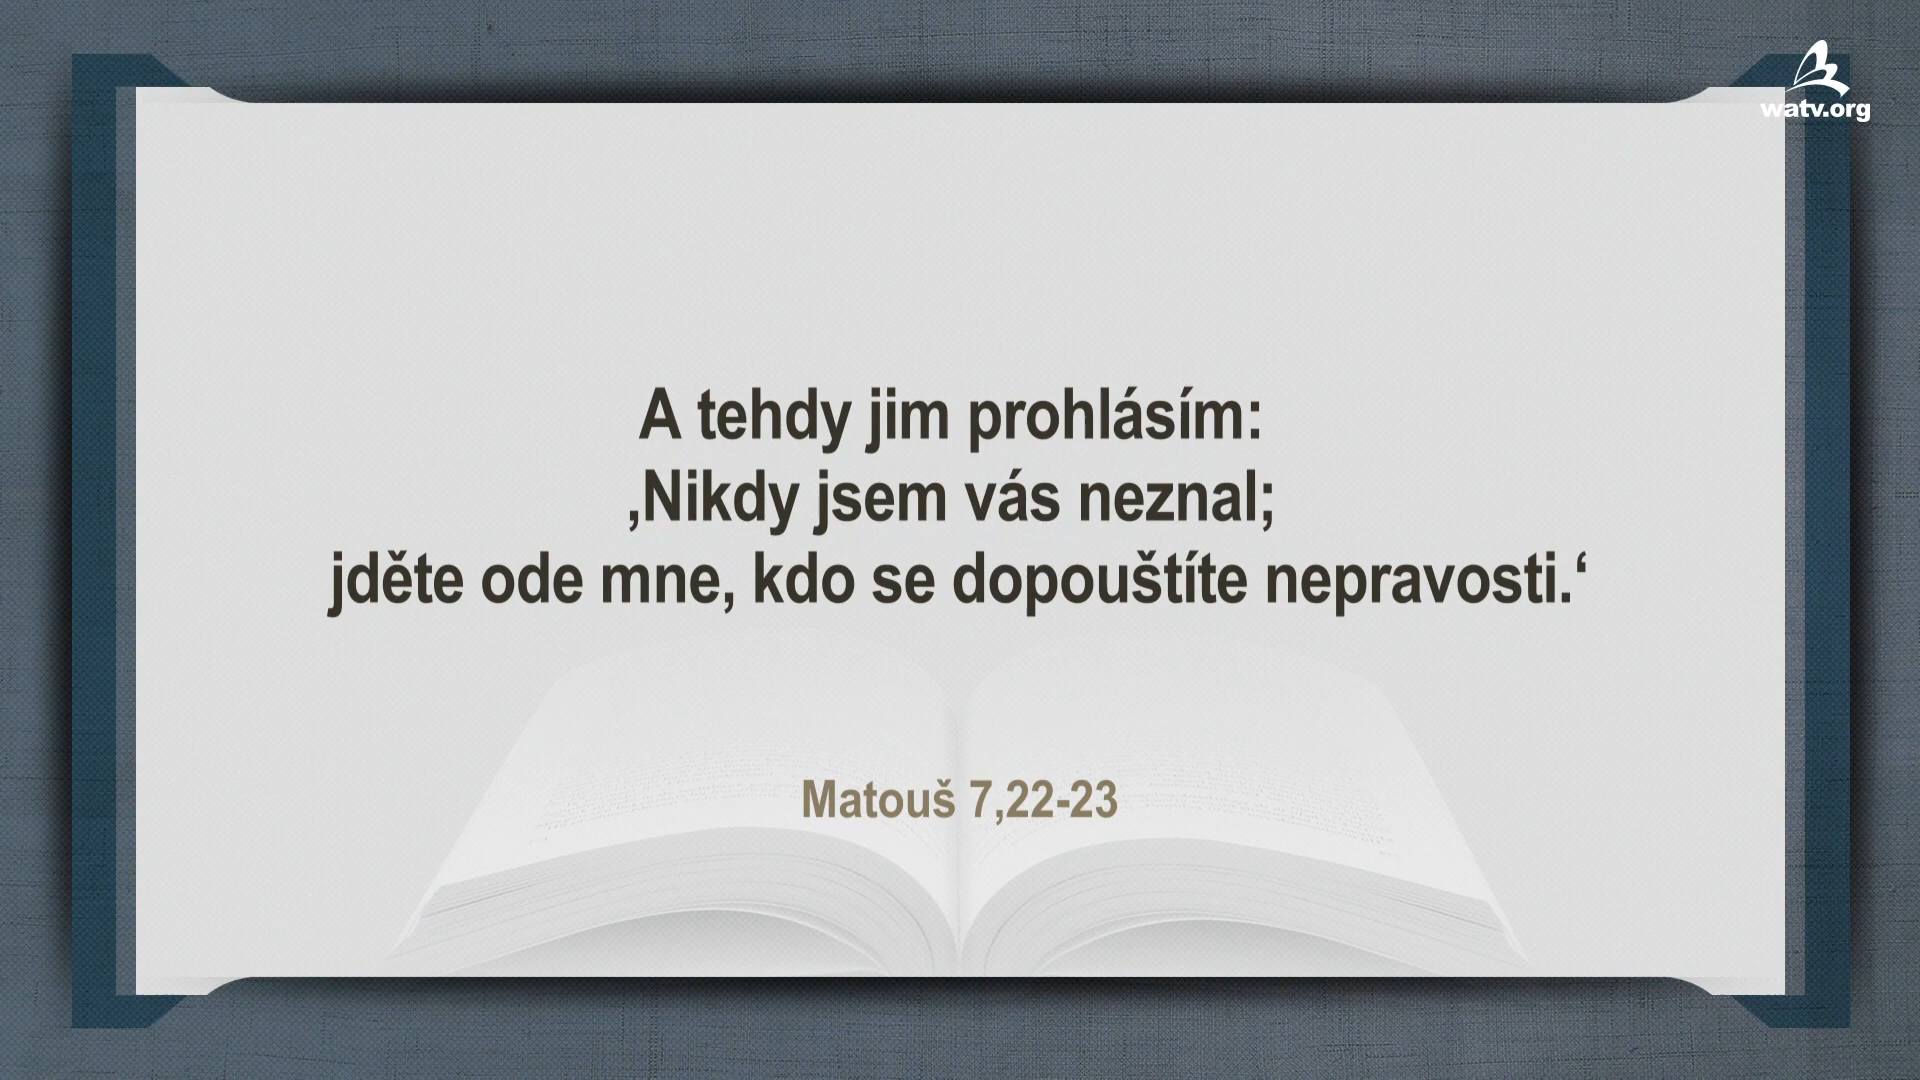 watv.org
A tehdy jim prohlásím:
‚Nikdy jsem vás neznal;
jděte ode mne, kdo se dopouštíte nepravosti.‘
Matouš 7,22-23